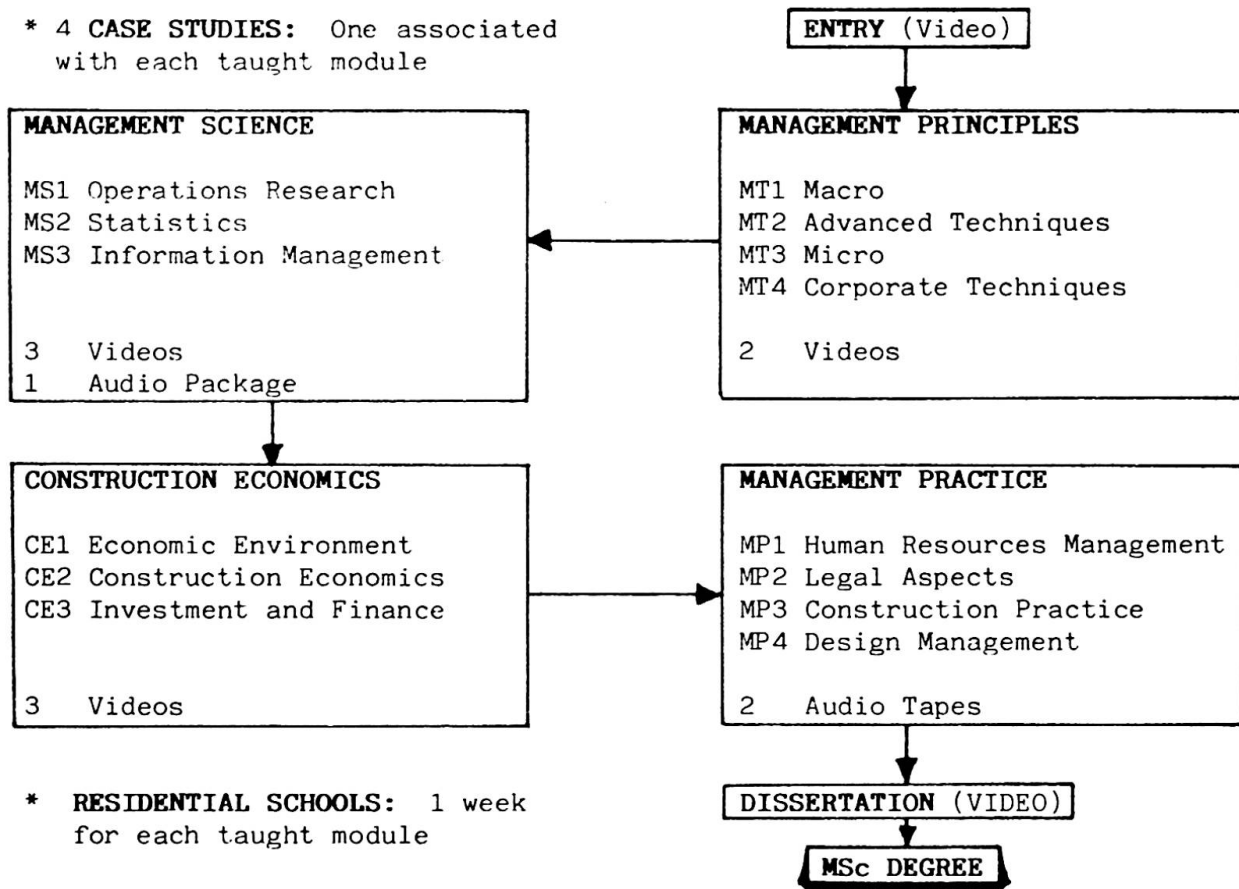 * 4 CASE STUDIES: One associated
with each taught module
ENTRY (Video)
MANAGEMENT PRINCIPLES
MT1 Macro
MT2 Advanced Techniques
MT3 Micro
MT4 Corporate Techniques
2 Videos
MANAGEMENT SCIENCE
MS1 Operations Research
MS2 Statistics
MS3 Information Management
3 Videos
1 Audio Package
CONSTRUCTION ECONOMICS
CE1 Economic Environment
CE2 Construction Economics
CE3 Investment and Finance
3 Videos
MANAGEMENT PRACTICE
MP1 Human Resources Management
MP2 Legal Aspects
MP3 Construction Practice
MP4 Design Management
2 Audio Tapes
* RESIDENTIAL SCHOOLS: 1 week
for each taught module
DISSERTATION (VIDEO)
MSc DEGREE